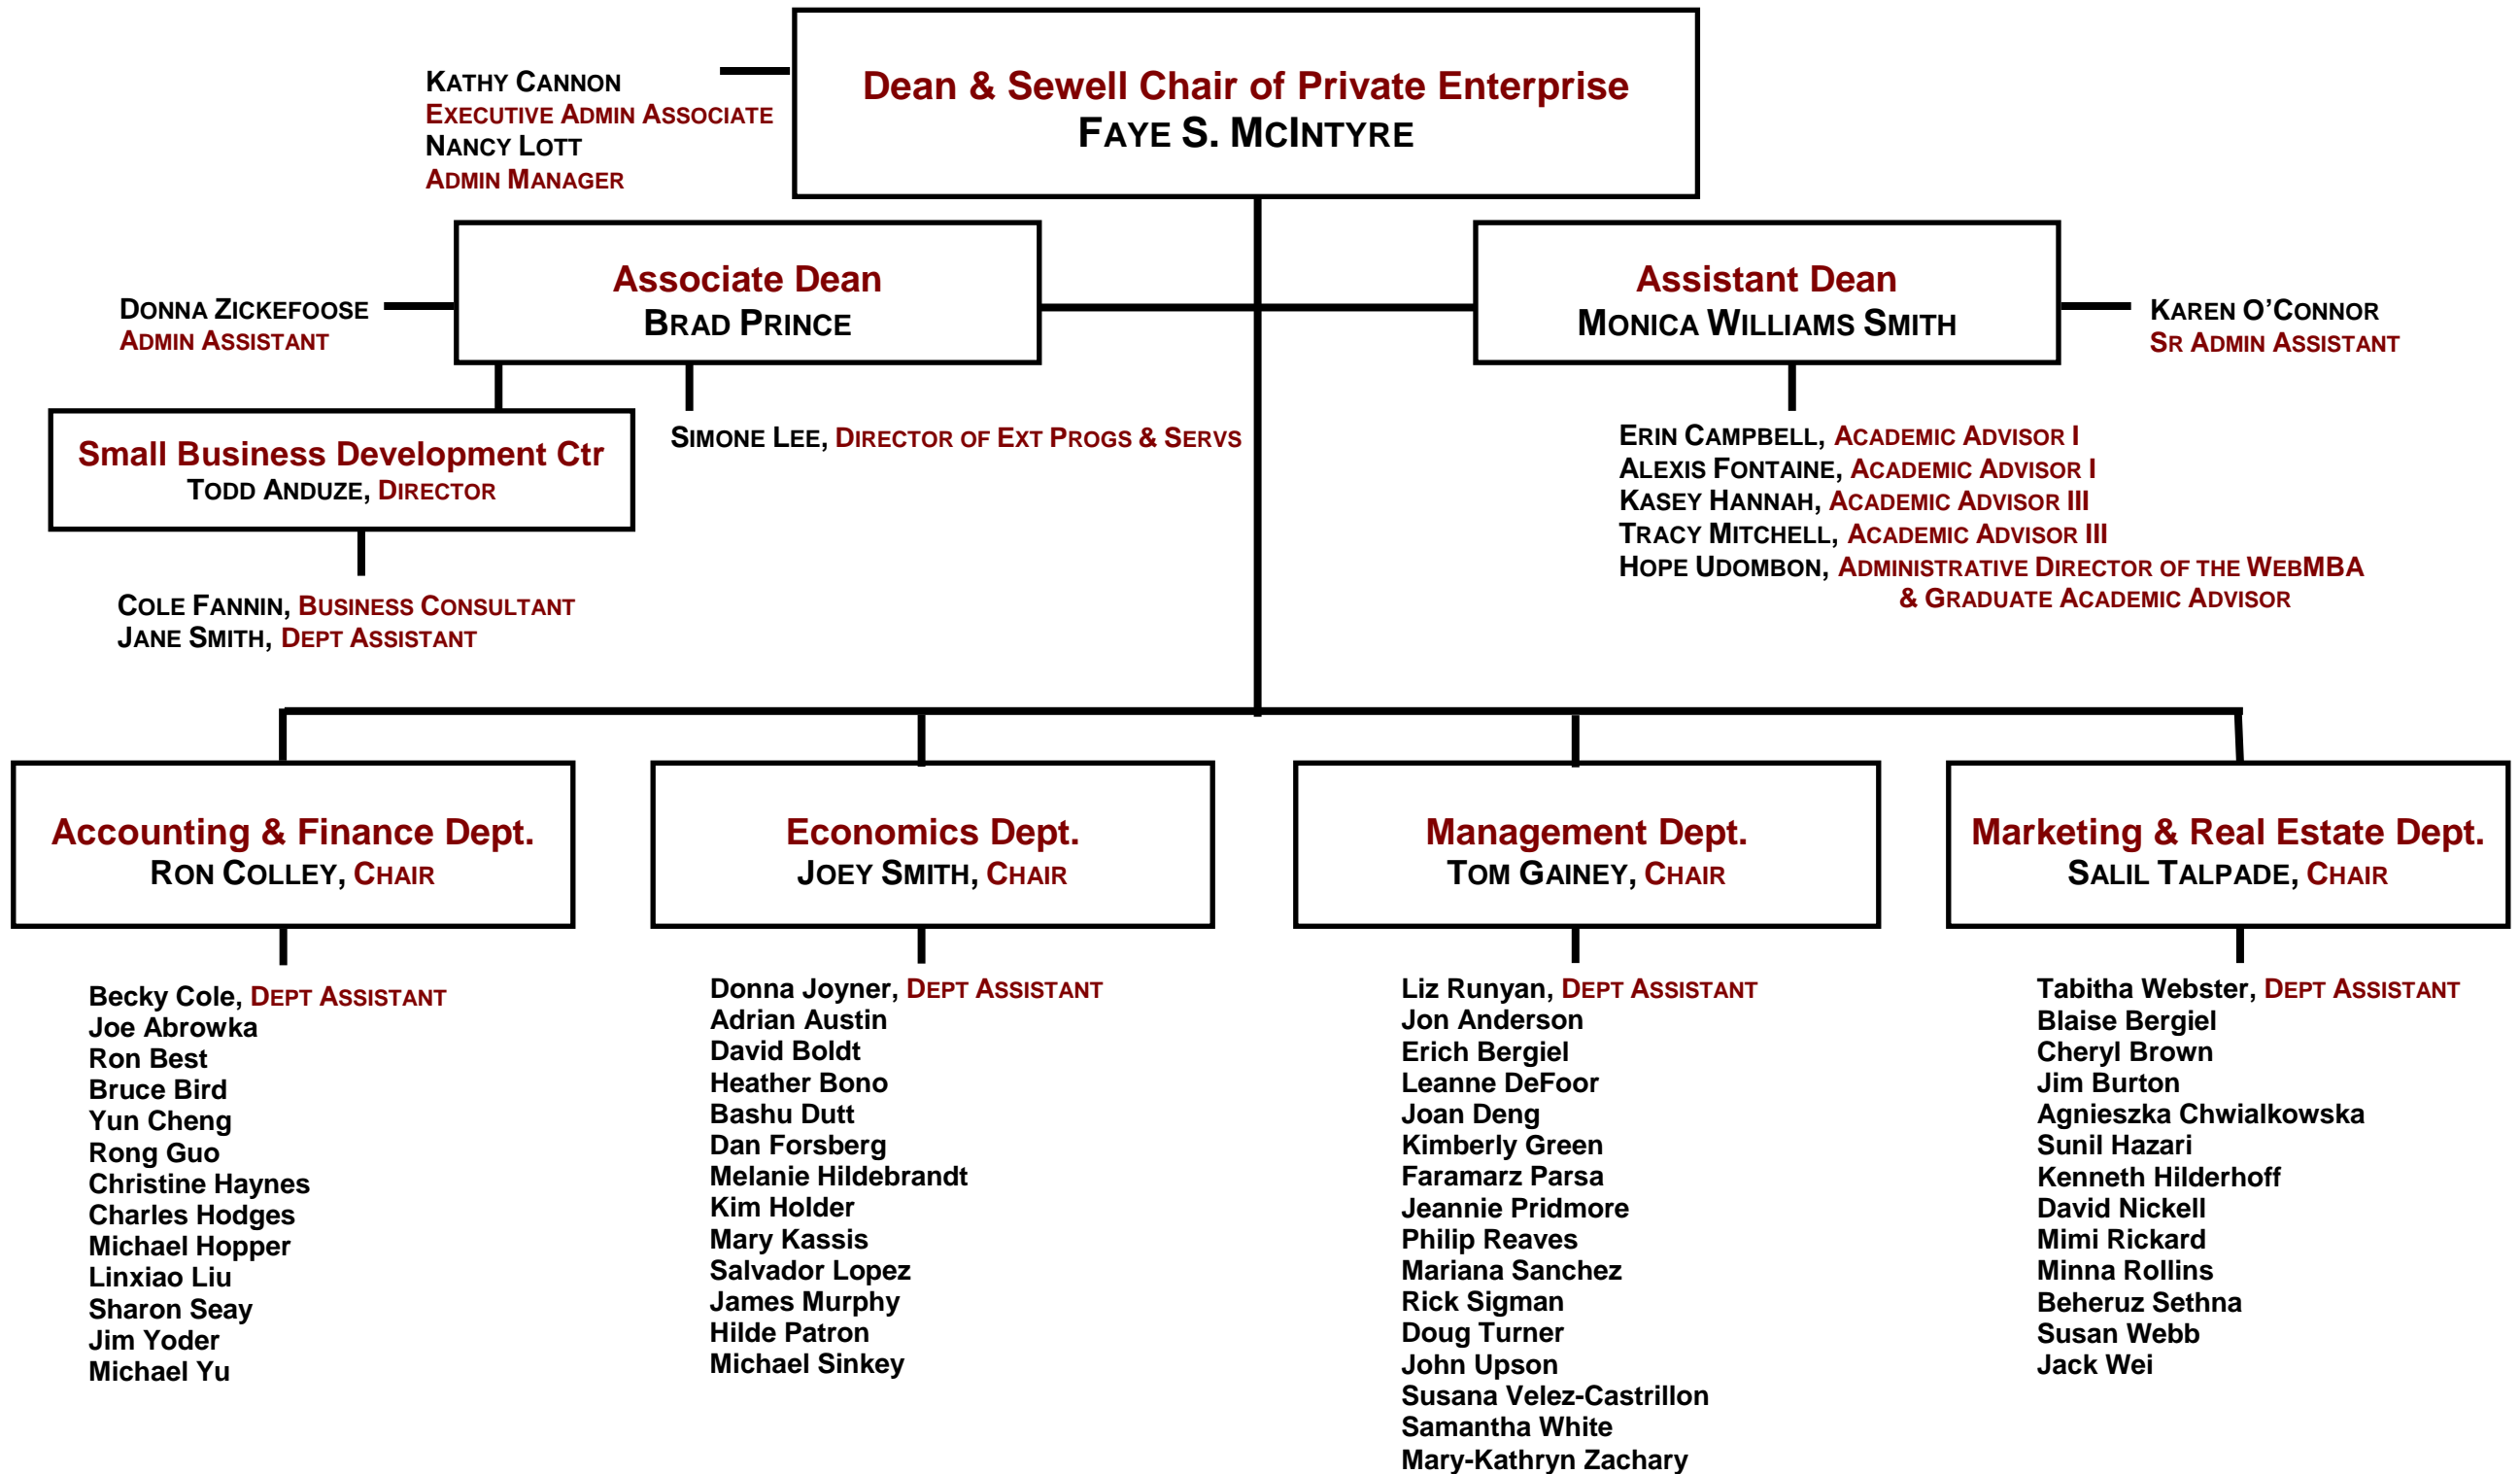 KATHY CANNON
EXECUTIVE ADMIN ASSOCIATE
NANCY LOTT
ADMIN MANAGER
Dean & Sewell Chair of Private Enterprise
FAYE S. MCINTYRE
DONNA ZICKEFOOSE
ADMIN ASSISTANT
Associate Dean
BRAD PRINCE
Assistant Dean
MONICA WILLIAMS SMITH
KAREN O’CONNOR
SR ADMIN ASSISTANT
Small Business Development Ctr
TODD ANDUZE, DIRECTOR
SIMONE LEE, DIRECTOR OF EXT PROGS & SERVS
ERIN CAMPBELL, ACADEMIC ADVISOR I
ALEXIS FONTAINE, ACADEMIC ADVISOR I
KASEY HANNAH, ACADEMIC ADVISOR III
TRACY MITCHELL, ACADEMIC ADVISOR III
HOPE UDOMBON, ADMINISTRATIVE DIRECTOR OF THE WEBMBA
& GRADUATE ACADEMIC ADVISOR
COLE FANNIN, BUSINESS CONSULTANT
JANE SMITH, DEPT ASSISTANT
Accounting & Finance Dept.
RON COLLEY, CHAIR
Economics Dept.
JOEY SMITH, CHAIR
Management Dept.
TOM GAINEY, CHAIR
Marketing & Real Estate Dept.
SALIL TALPADE, CHAIR
Becky Cole, DEPT ASSISTANT
Joe Abrowka
Ron Best
Bruce Bird
Yun Cheng
Rong Guo
Christine Haynes
Charles Hodges
Michael Hopper
Linxiao Liu
Sharon Seay
Jim Yoder
Michael Yu
Donna Joyner, DEPT ASSISTANT
Adrian Austin
David Boldt
Heather Bono
Bashu Dutt
Dan Forsberg
Melanie Hildebrandt
Kim Holder
Mary Kassis
Salvador Lopez
James Murphy
Hilde Patron
Michael Sinkey
Liz Runyan, DEPT ASSISTANT
Jon Anderson
Erich Bergiel
Leanne DeFoor
Joan Deng
Kimberly Green
Faramarz Parsa
Jeannie Pridmore
Philip Reaves
Mariana Sanchez
Rick Sigman
Doug Turner
John Upson
Susana Velez-Castrillon
Samantha White
Mary-Kathryn Zachary
Tabitha Webster, DEPT ASSISTANT
Blaise Bergiel
Cheryl Brown
Jim Burton
Agnieszka Chwialkowska
Sunil Hazari
Kenneth Hilderhoff
David Nickell
Mimi Rickard
Minna Rollins
Beheruz Sethna
Susan Webb
Jack Wei